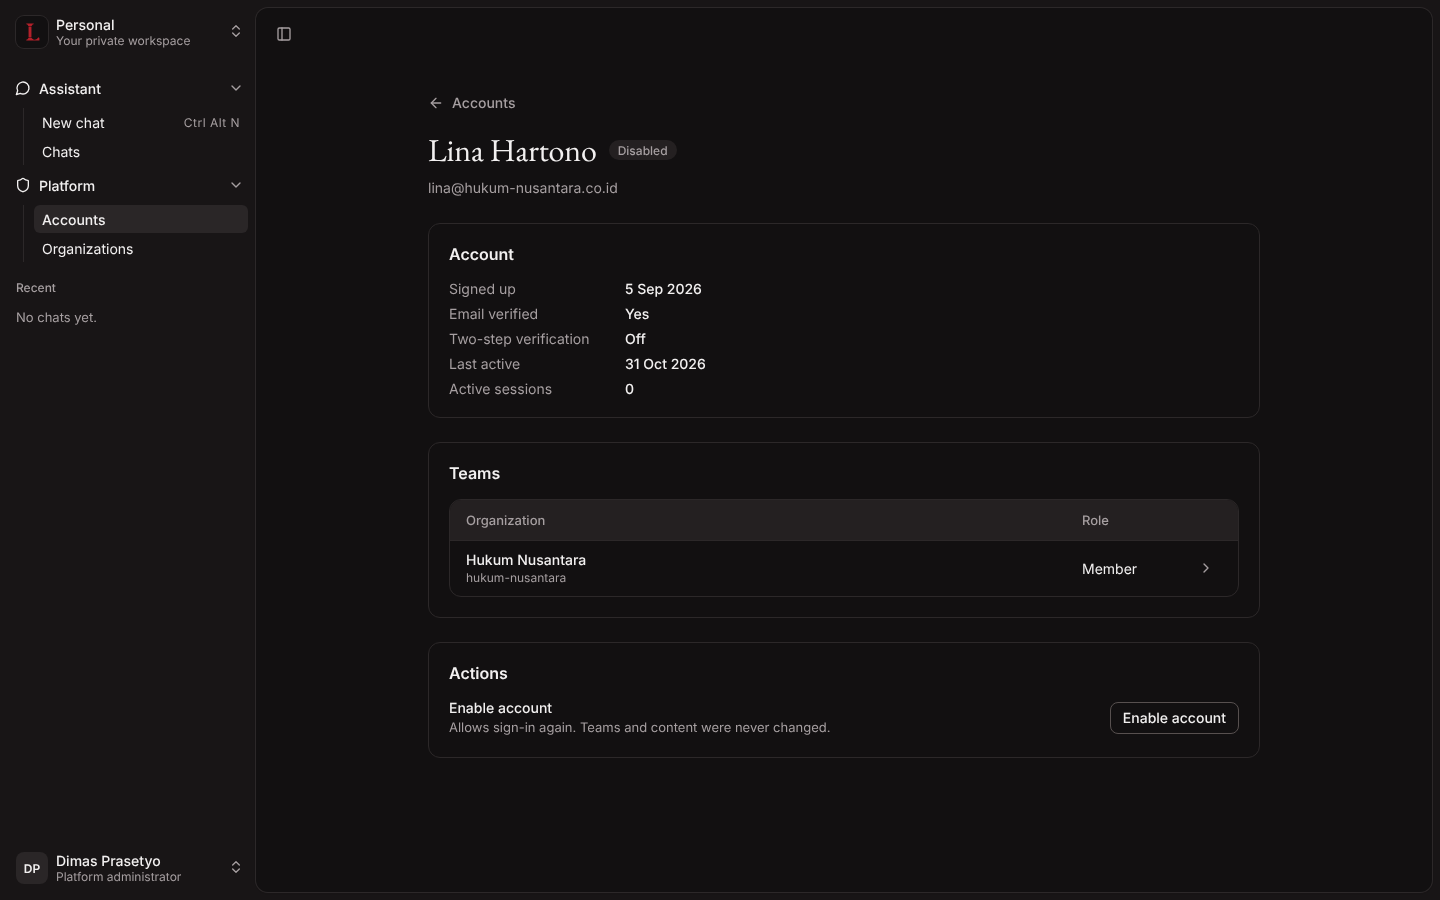 L
Personal
Your private workspace
Assistant
New chat Ctrl Alt N
Chats
Platform
Accounts
Organizations
Recent
No chats yet.
DP
Dimas Prasetyo
Platform administrator
Accounts
Lina Hartono Disabled
lina@hukum-nusantara.co.id
Account
Signed up 5 Sep 2026
Email verified Yes
Two-step verification Off
Last active 31 Oct 2026
Active sessions 0
Teams
Organization Role
Hukum Nusantara
hukum-nusantara
Member
Actions
Enable account
Allows sign-in again. Teams and content were never changed.
Enable account